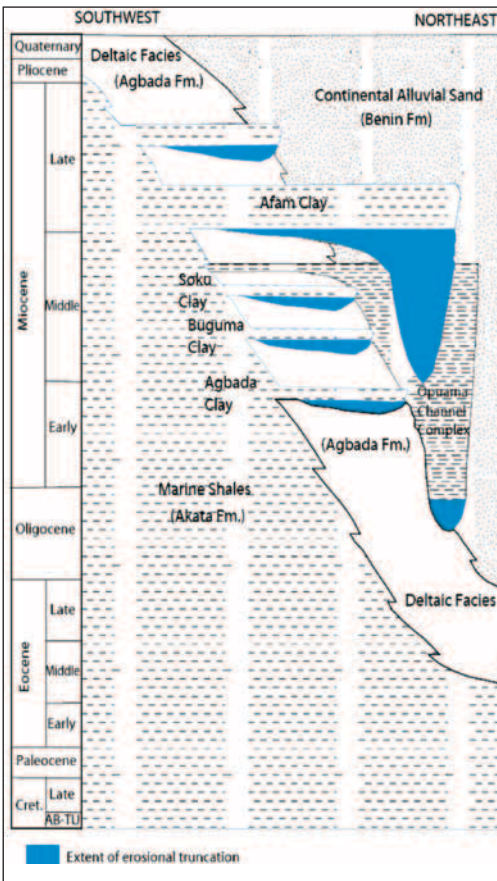 SOUTHWEST
NORTHEAST
Quaternary
Pliocene
Miocene
Late
Middle
Early
Oligocene
Eocene
Late
Middle
Early
Paleocene
Cret.
Late
AB-TU
Deltaic Facies
(Agbada Fm.)
Continental Alluvial Sand
(Benin Fm)
Afam Clay
Soku
Clay
Buguma
Clay
Agbada
Clay
Opuama
Channel
Complex
(Agbada Fm.)
Marine Shales
(Akata Fm.)
Deltaic Facies
Extent of erosional truncation